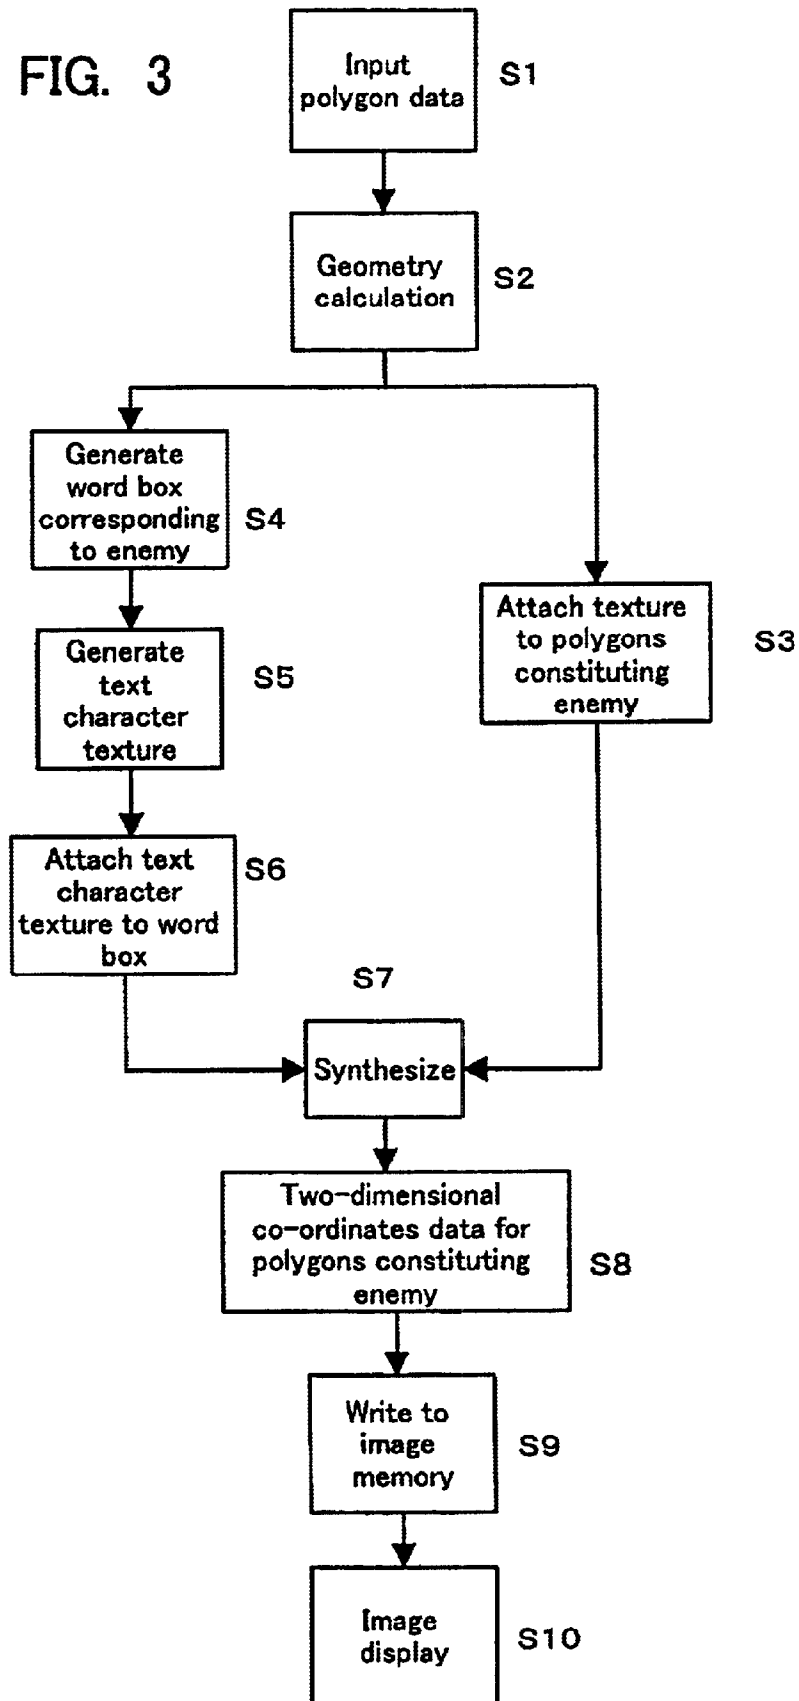 FIG. 3
Input
polygon data
S1
Geometry
calculation
S2
Generate
word box
corresponding
to enemy
S4
Attach texture
to polygons
constituting
enemy
S3
Generate
text
character
texture
S5
Attach text
character
texture to word
box
S6
S7
Synthesize
Two-dimensional
co-ordinates data for
polygons constituting
enemy
S8
Write to
image
memory
S9
Image
display
S10